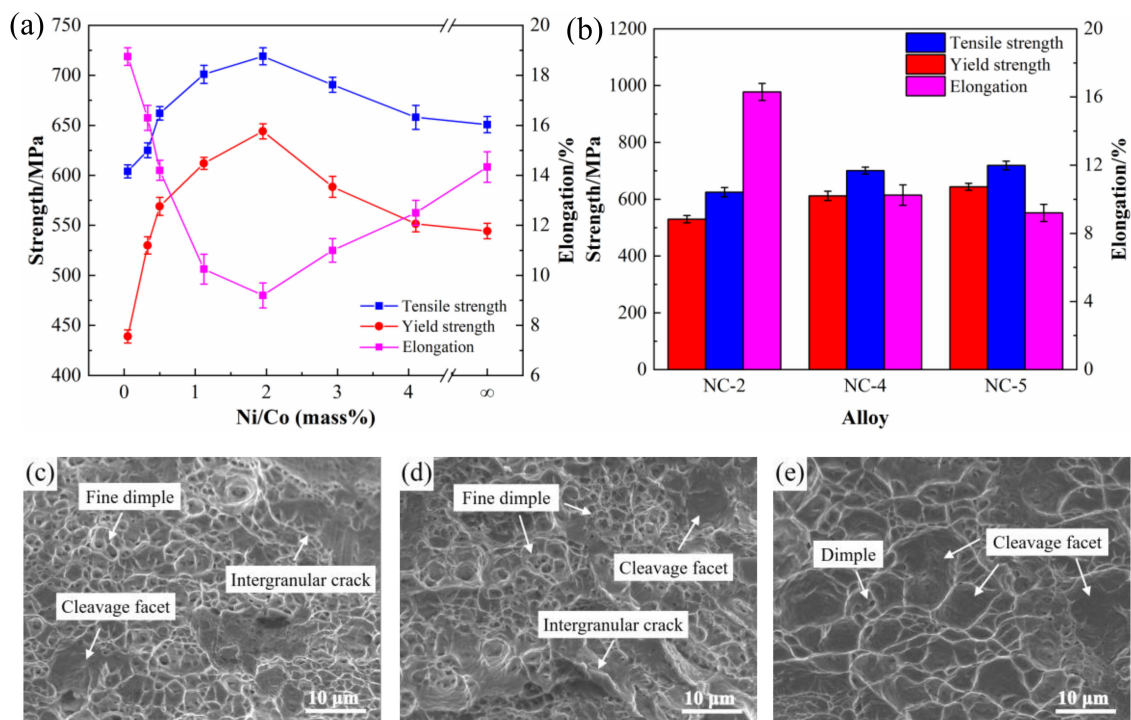 (a)
750
700
650
600
550
500
450
400
Strength/MPa
20
18
16
14
12
10
8
6
Elongation/%
Tensile strength
Yield strength
Elongation
0
1
2
3
4
∞
Ni/Co (mass%)
(b)
1200
1000
800
600
400
200
0
Strength/MPa
20
16
12
8
4
0
Elongation/%
Tensile strength
Yield strength
Elongation
NC-2
NC-4
NC-5
Alloy
(c)
Fine dimple
Intergranular crack
Cleavage facet
10 μm
(d)
Fine dimple
Cleavage facet
Intergranular crack
10 μm
(e)
Cleavage facet
Dimple
10 μm